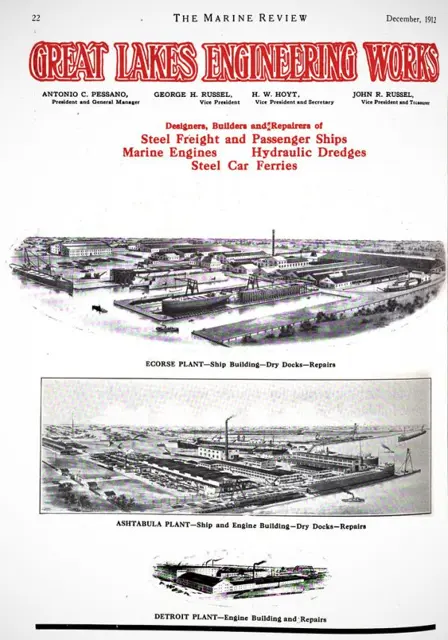 22 THE MARINE REVIEW December, 1912
GREAT LAKES ENGINEERING WORKS
ANTONIO C. PESSANO, GEORGE H. RUSSEL, H. W. HOYT, JOHN R. RUSSEL,
President and General Manager Vice President Vice President and Secretary Vice President and Treasurer
Designers, Builders and Repairers of
Steel Freight and Passenger Ships
Marine Engines Hydraulic Dredges
Steel Car Ferries
ECORSE PLANT—Ship Building—Dry Docks—Repairs
ASHTABULA PLANT—Ship and Engine Building—Dry Docks—Repairs
DETROIT PLANT—Engine Building and Repairs